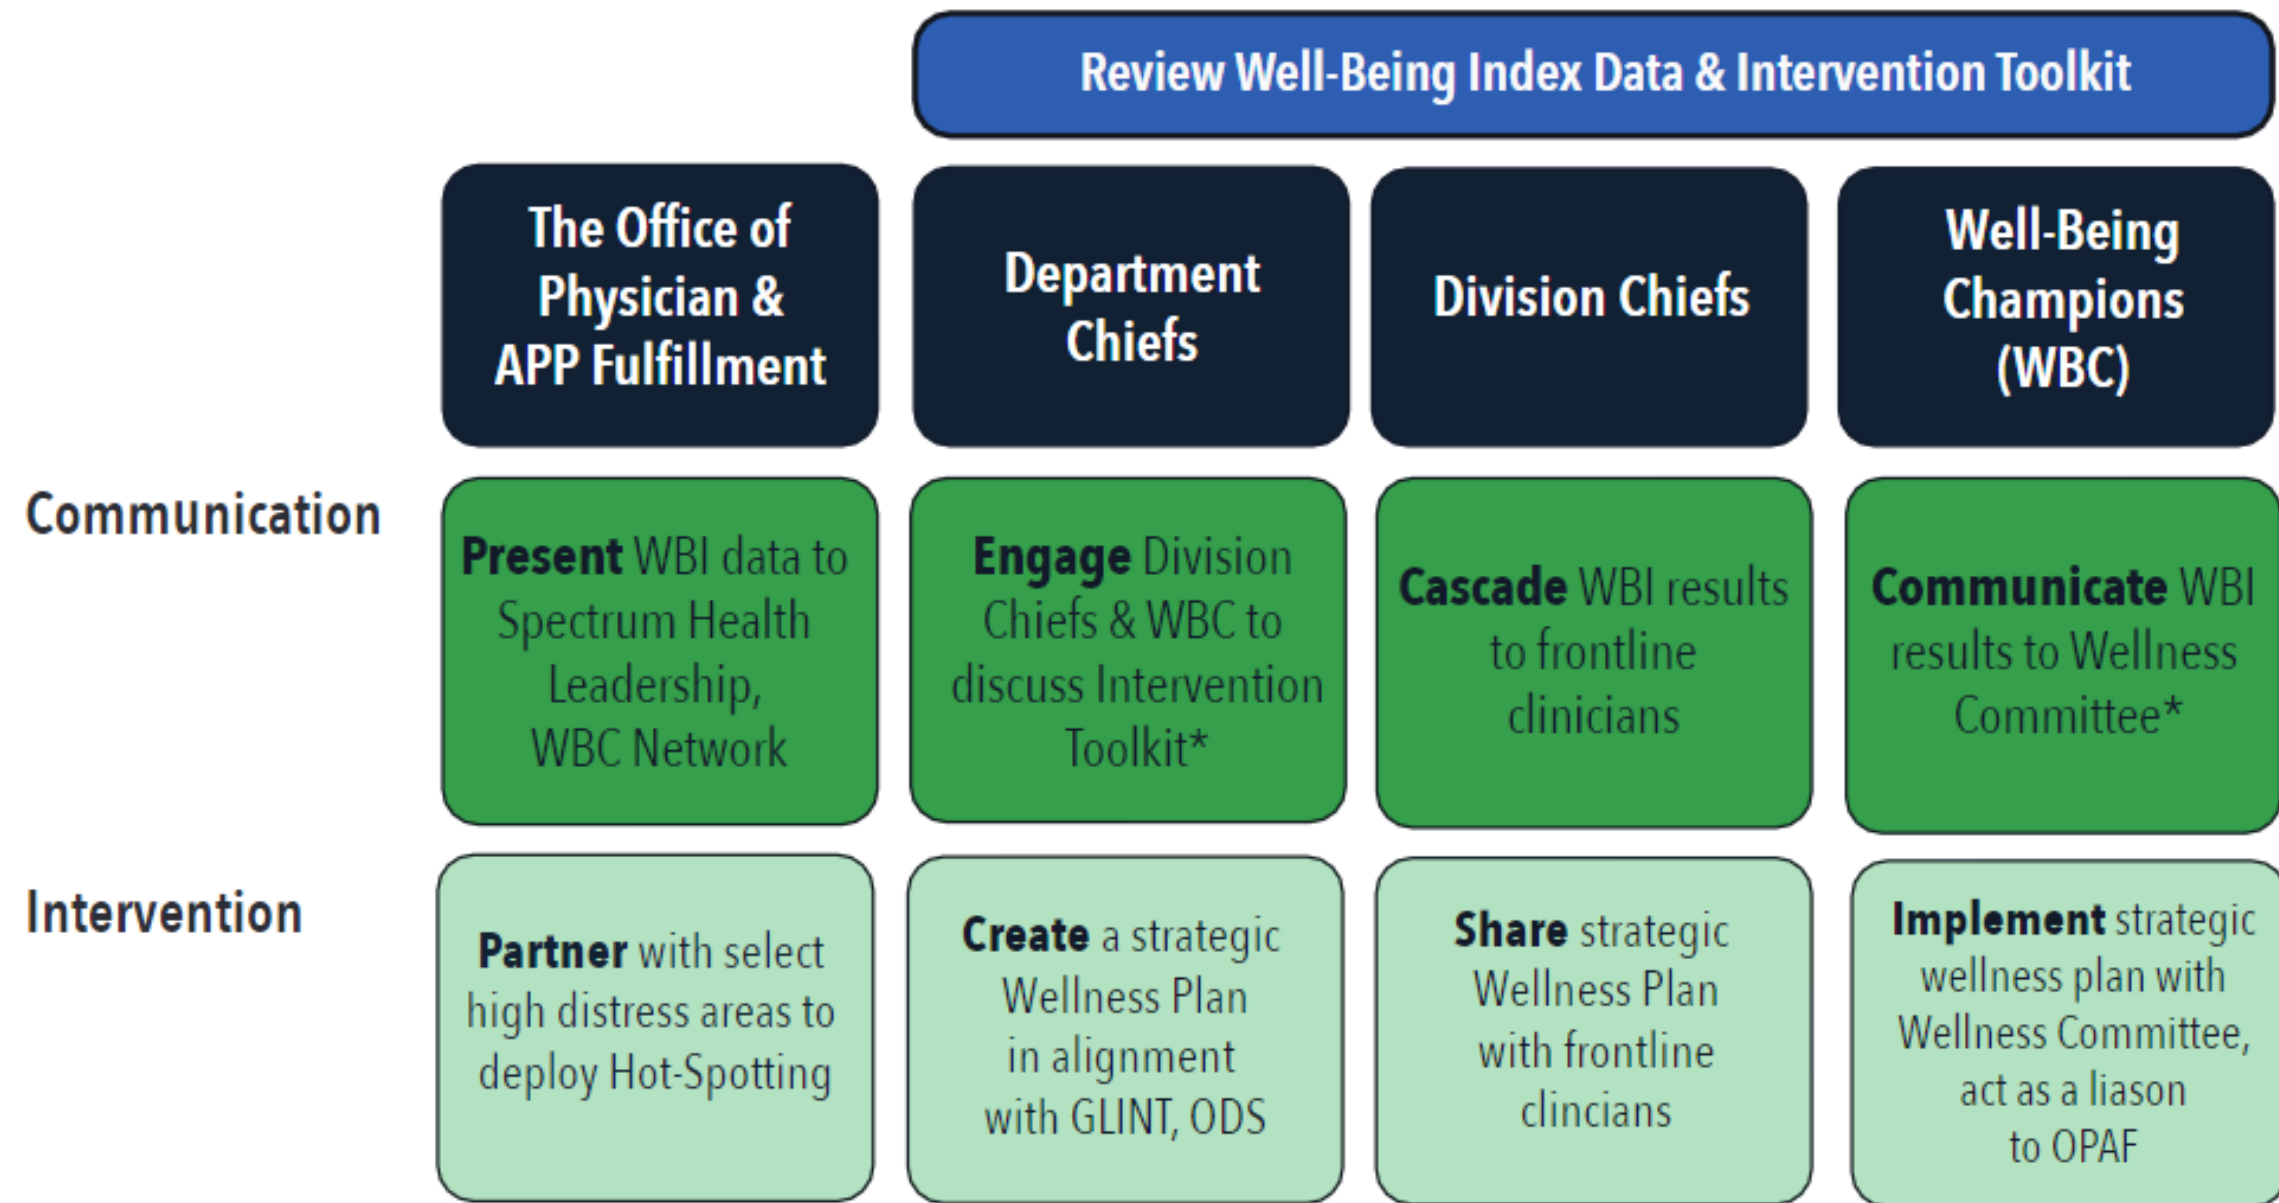 Review Well-Being Index Data & Intervention Toolkit
The Office of
Physician &
APP Fulfillment
Department
Chiefs
Division Chiefs
Well-Being
Champions
(WBC)
Communication
Present WBI data to
Spectrum Health
Leadership,
WBC Network
Engage Division
Chiefs & WBC to
discuss Intervention
Toolkit*
Cascade WBI results
to frontline
clinicians
Communicate WBI
results to Wellness
Committee*
Intervention
Partner with select
high distress areas to
deploy Hot-Spotting
Create a strategic
Wellness Plan
in alignment
with GLINT, ODS
Share strategic
Wellness Plan
with frontline
clincians
Implement strategic
wellness plan with
Wellness Committee,
act as a liason
to OPAF